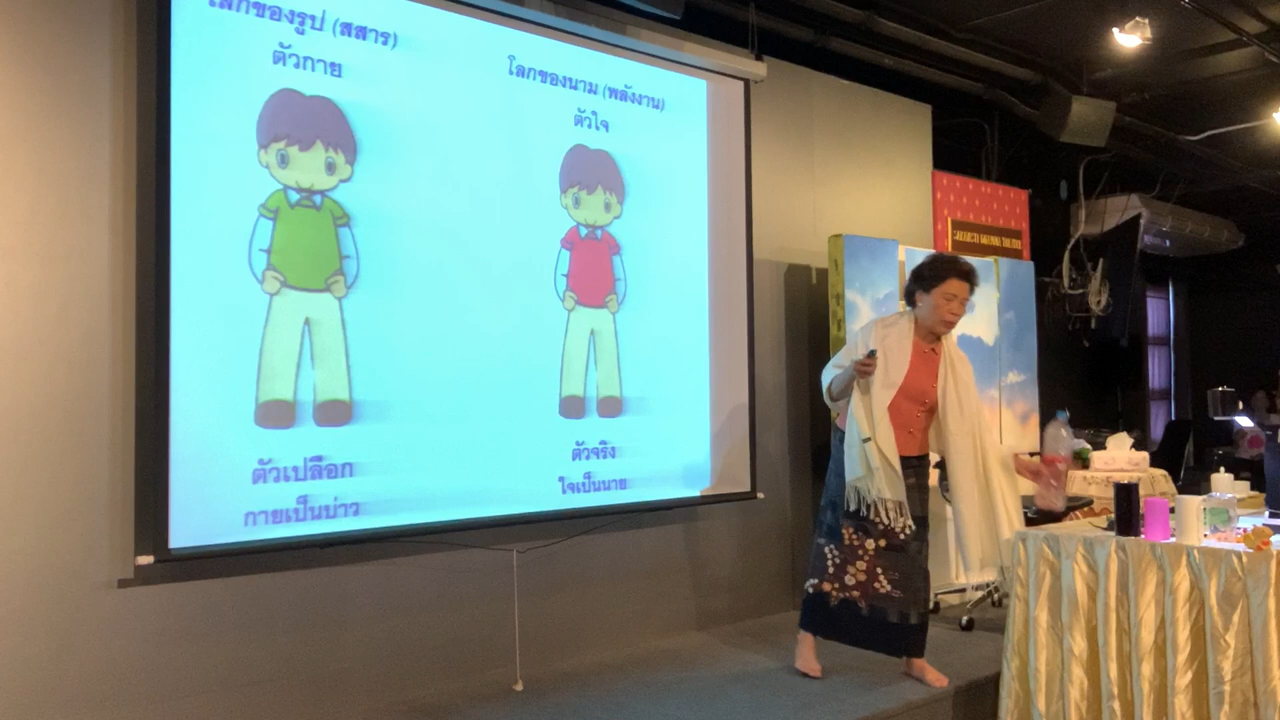 โลกของรูป (สสาร)
ตัวกาย
ตัวเปลือก
กายเป็นบ่าว
โลกของนาม (พลังงาน)
ตัวใจ
ตัวจริง
ใจเป็นนาย